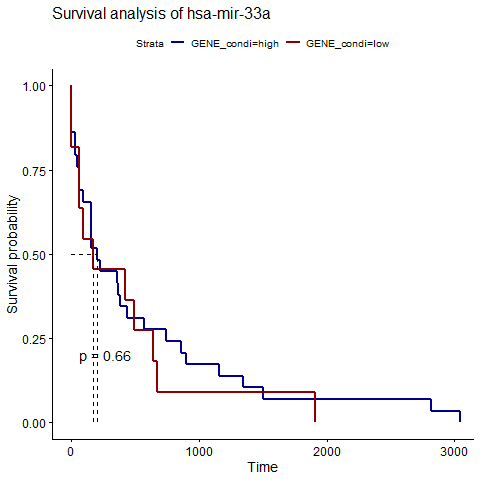 Survival analysis of hsa-mir-33a
Strata GENE_condi=high GENE_condi=low
1.00
0.75
0.50
0.25
0.00
Survival probability
p = 0.66
0 1000 2000 3000
Time